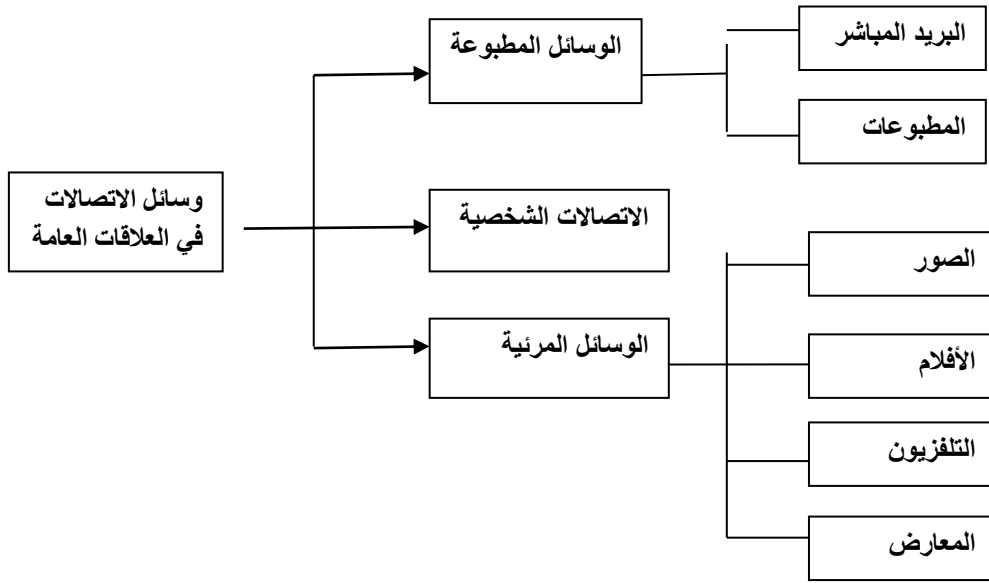 وسائل الاتصالات
في العلاقات العامة
الوسائل المطبوعة
البريد المباشر
المطبوعات
الاتصالات الشخصية
الوسائل المرئية
الصور
الأفلام
التلفزيون
المعارض